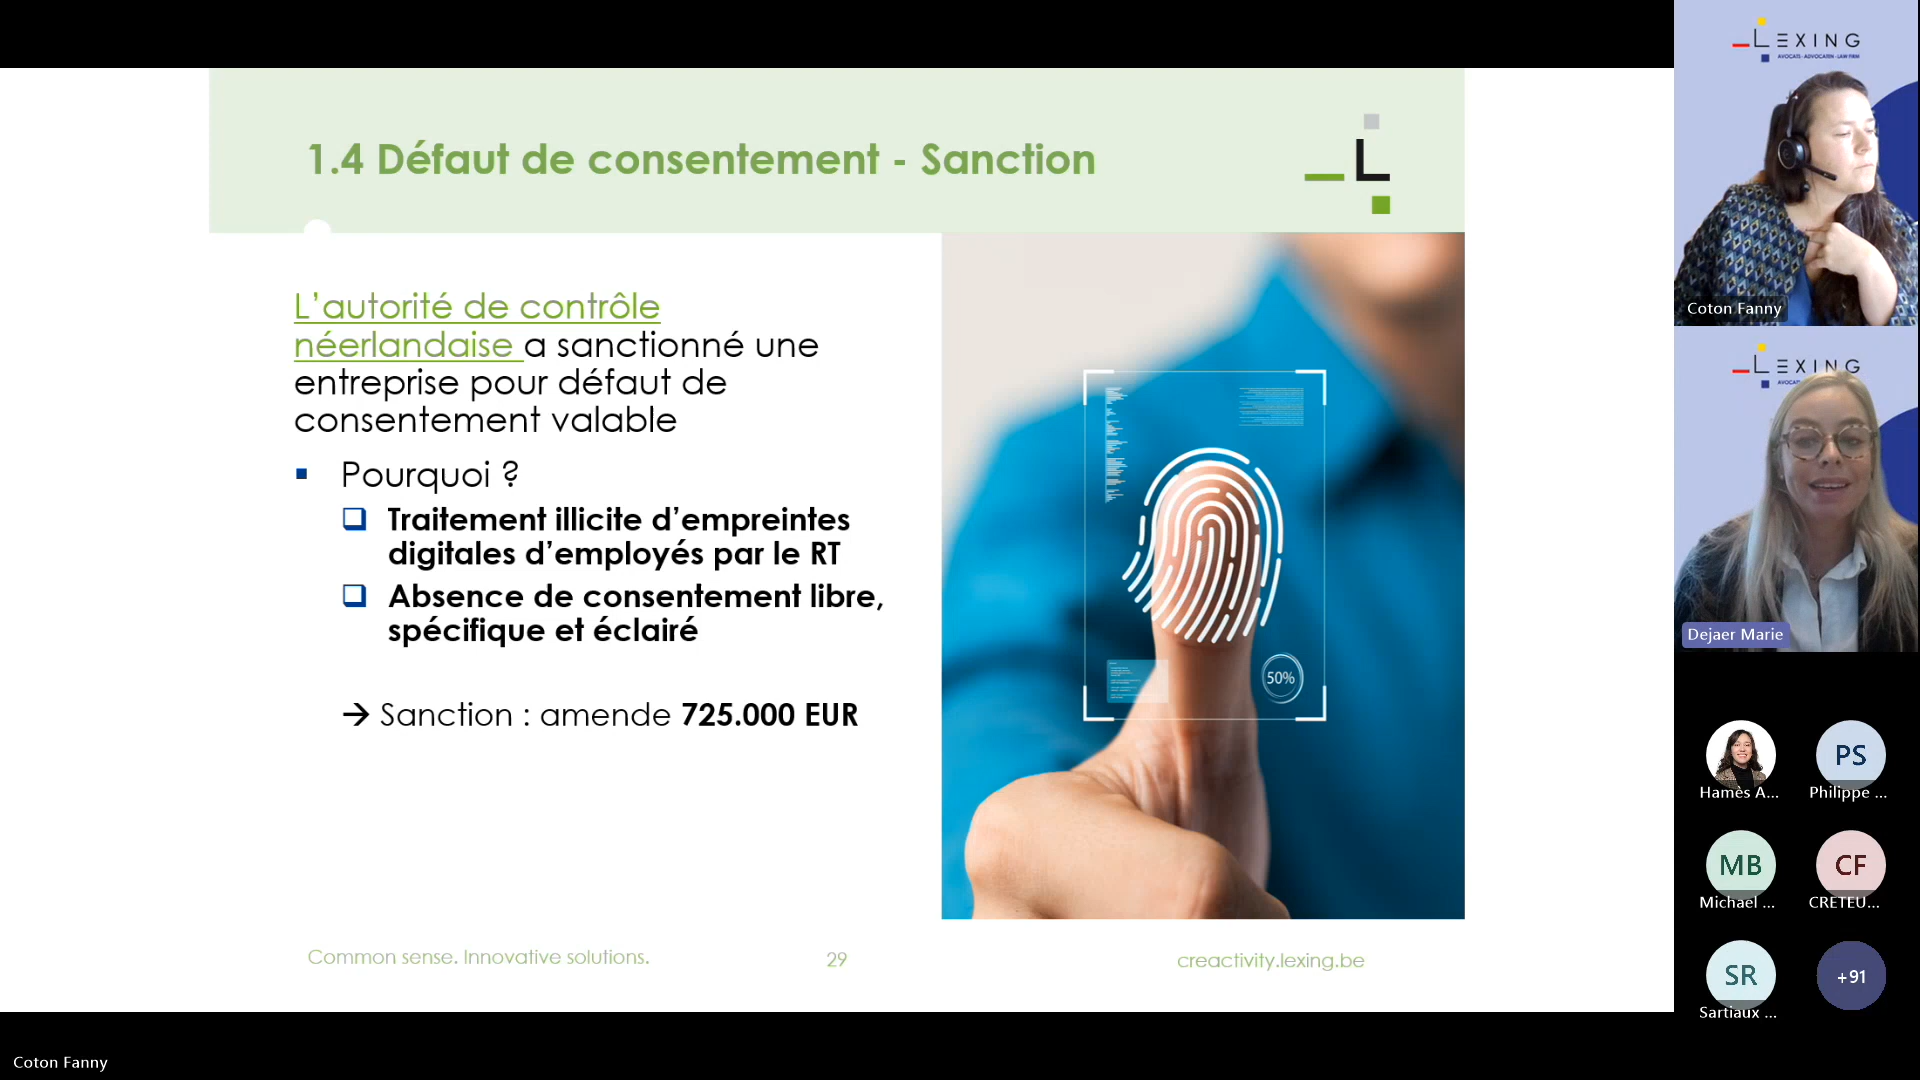 1.4 Défaut de consentement - Sanction
L
L'autorité de contrôle
néerlandaise a sanctionné une
entreprise pour défaut de
consentement valable
Pourquoi ?
Traitement illicite d'empreintes
digitales d'employés par le RT
Absence de consentement libre,
spécifique et éclairé
→ Sanction : amende 725.000 EUR
50%
Common sense. Innovative solutions.
29
creactivity.lexing.be
LEXING
AVOCATS - ADVOCATEN - LAW FIRM
Coton Fanny
LEXING
Dejaer Marie
Hamès A...
PS
Philippe ...
MB
Michael ...
CF
CRETEU...
SR
Sartiaux ...
+91
Coton Fanny